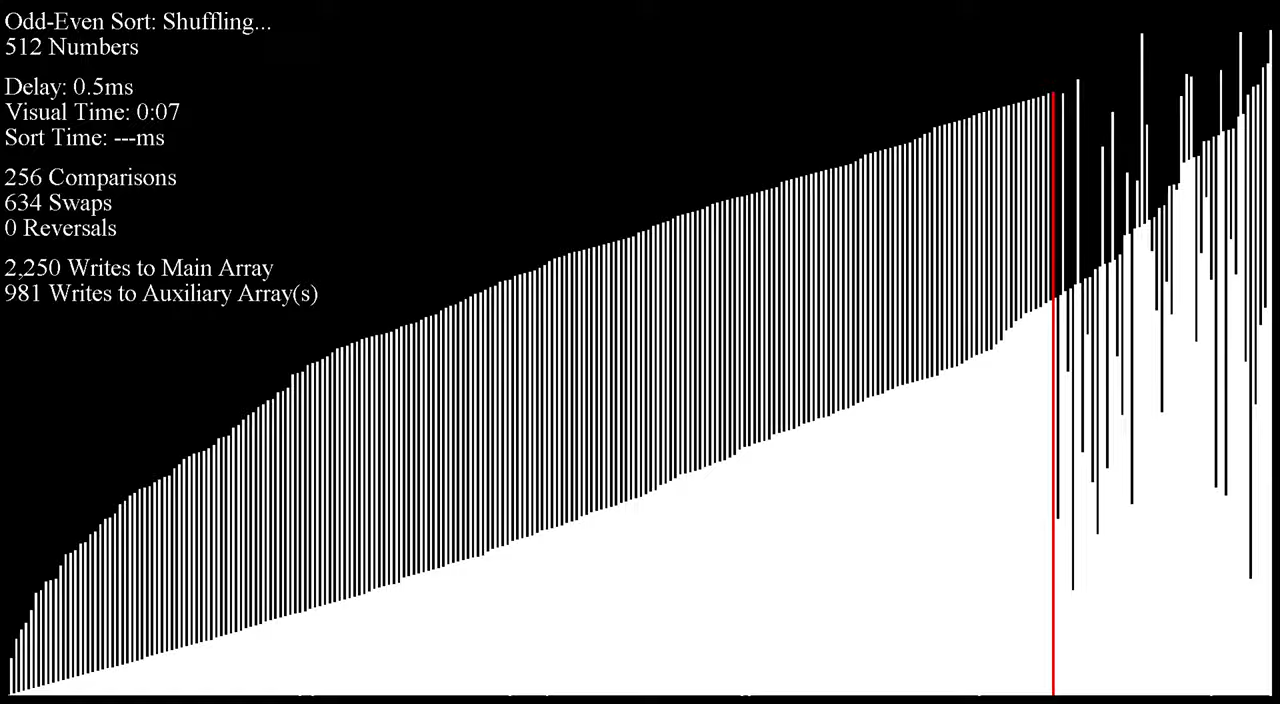 Odd-Even Sort: Shuffling...
512 Numbers
Delay: 0.5ms
Visual Time: 0:07
Sort Time: ---ms
256 Comparisons
634 Swaps
0 Reversals
2,250 Writes to Main Array
981 Writes to Auxiliary Array(s)